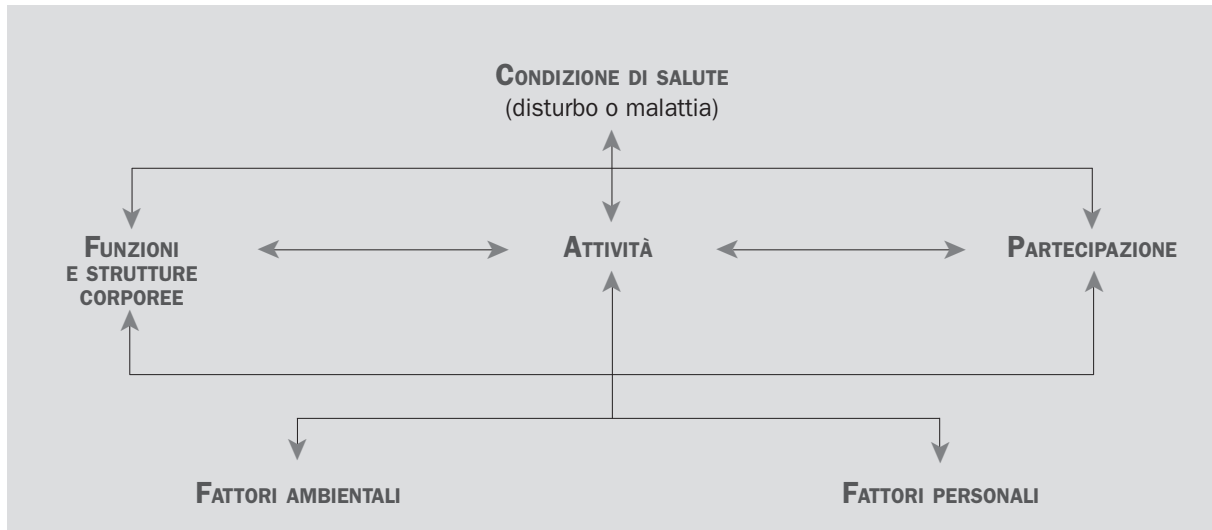 CONDIZIONE DI SALUTE
(disturbo o malattia)
FUNZIONI
E STRUTTURE
CORPOREE
ATTIVITÀ
PARTECIPAZIONE
FATTORI AMBIENTALI
FATTORI PERSONALI